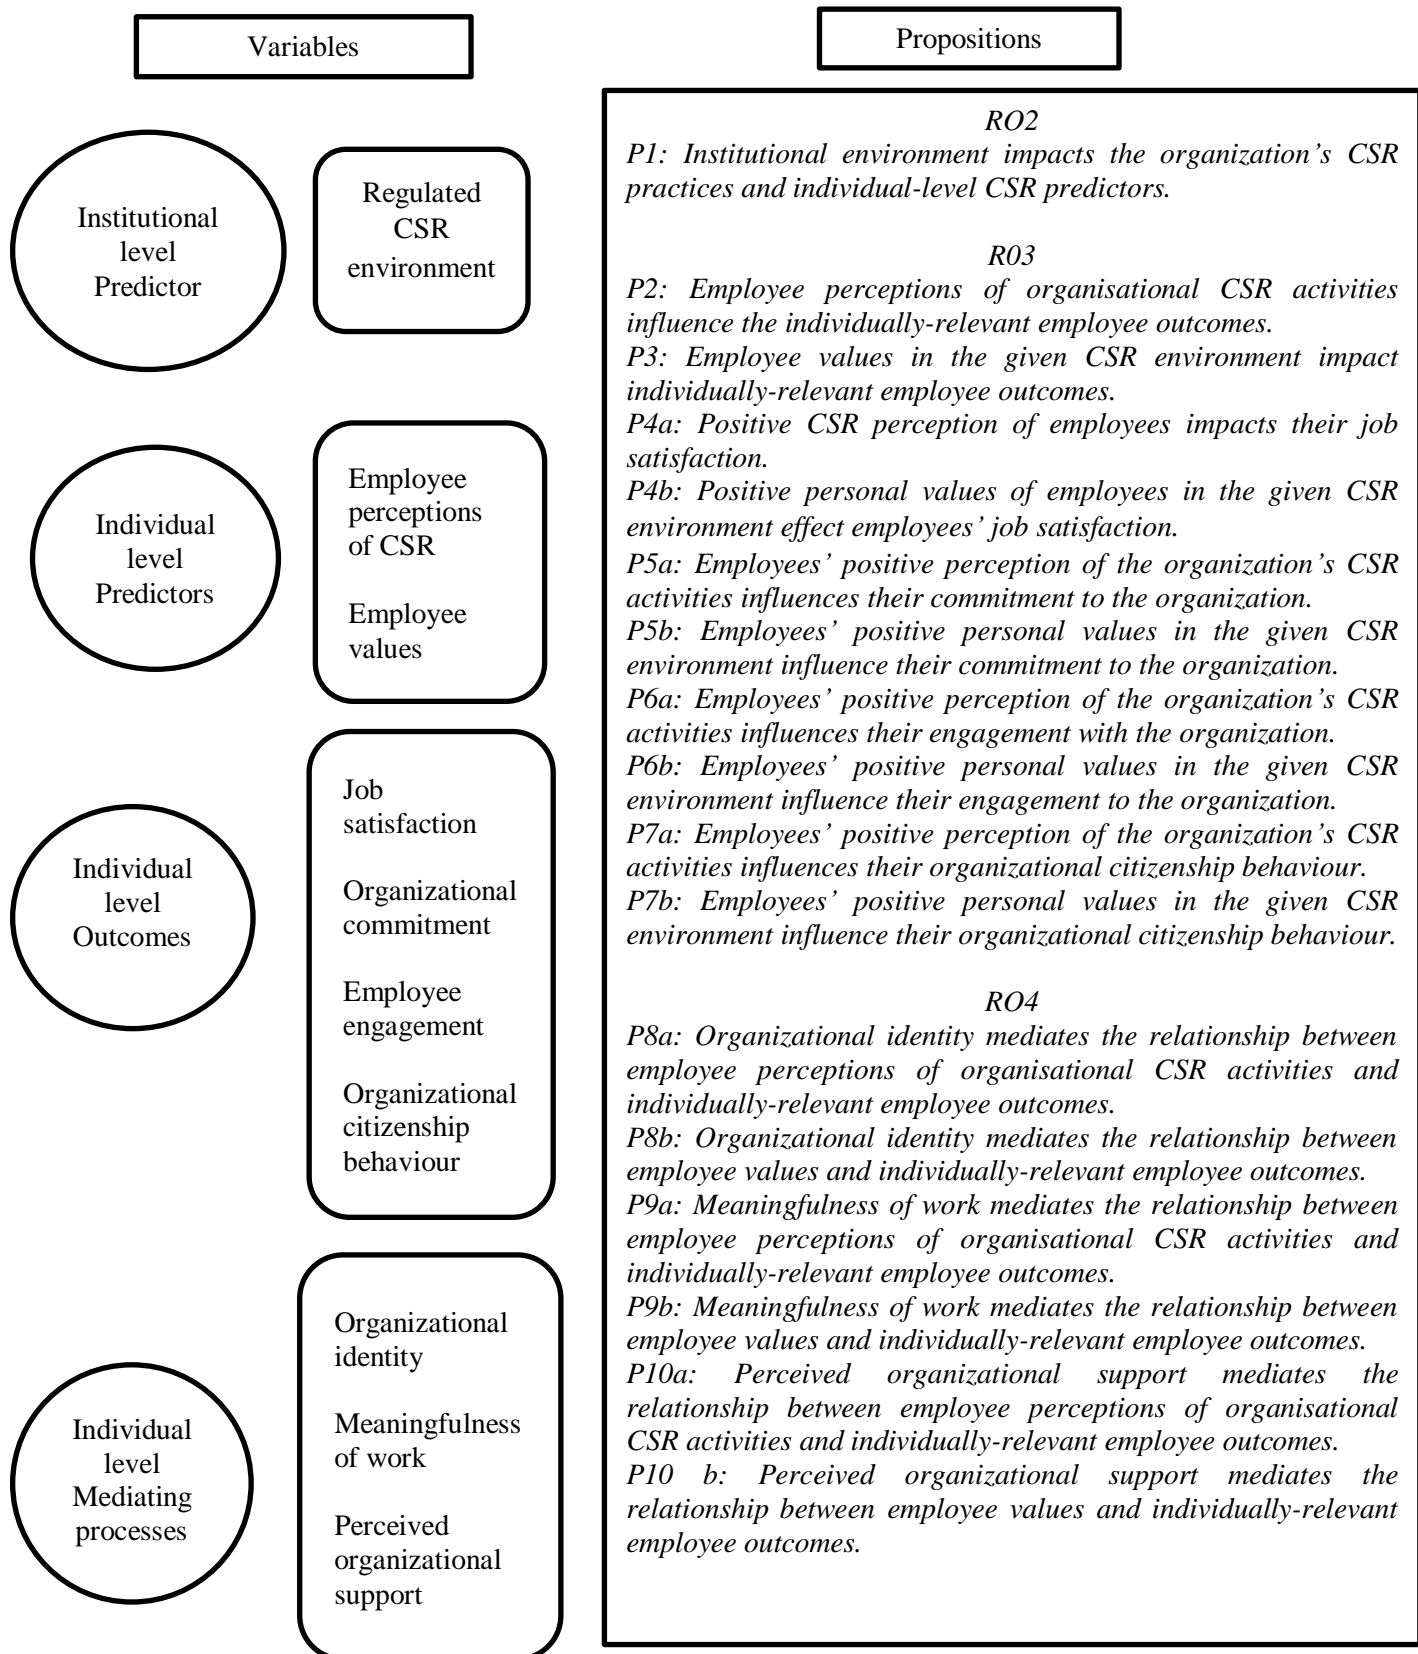 Variables
Propositions
Institutional
level
Predictor
Regulated
CSR
environment
Individual
level
Predictors
Employee
perceptions
of CSR
Employee
values
Individual
level
Outcomes
Job
satisfaction
Organizational
commitment
Employee
engagement
Organizational
citizenship
behaviour
Individual
level
Mediating
processes
Organizational
identity
Meaningfulness
of work
Perceived
organizational
support
RO2
P1: Institutional environment impacts the organization’s CSR
practices and individual-level CSR predictors.
R03
P2: Employee perceptions of organisational CSR activities
influence the individually-relevant employee outcomes.
P3: Employee values in the given CSR environment impact
individually-relevant employee outcomes.
P4a: Positive CSR perception of employees impacts their job
satisfaction.
P4b: Positive personal values of employees in the given CSR
environment effect employees’ job satisfaction.
P5a: Employees’ positive perception of the organization’s CSR
activities influences their commitment to the organization.
P5b: Employees’ positive personal values in the given CSR
environment influence their commitment to the organization.
P6a: Employees’ positive perception of the organization’s CSR
activities influences their engagement with the organization.
P6b: Employees’ positive personal values in the given CSR
environment influence their engagement to the organization.
P7a: Employees’ positive perception of the organization’s CSR
activities influences their organizational citizenship behaviour.
P7b: Employees’ positive personal values in the given CSR
environment influence their organizational citizenship behaviour.
RO4
P8a: Organizational identity mediates the relationship between
employee perceptions of organisational CSR activities and
individually-relevant employee outcomes.
P8b: Organizational identity mediates the relationship between
employee values and individually-relevant employee outcomes.
P9a: Meaningfulness of work mediates the relationship between
employee perceptions of organisational CSR activities and
individually-relevant employee outcomes.
P9b: Meaningfulness of work mediates the relationship between
employee values and individually-relevant employee outcomes.
P10a: Perceived organizational support mediates the
relationship between employee perceptions of organisational
CSR activities and individually-relevant employee outcomes.
P10 b: Perceived organizational support mediates the
relationship between employee values and individually-relevant
employee outcomes.